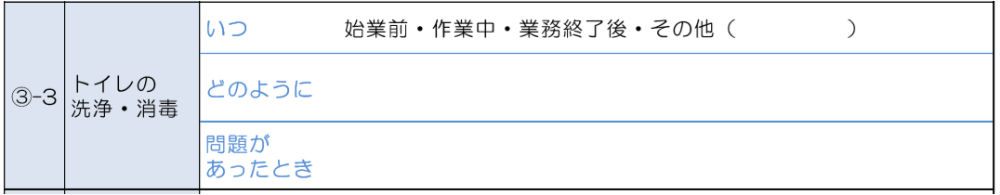 ③-3
トイレの
洗浄・消毒
いつ 始業前・作業中・業務終了後・その他（　　　　　）
どのように
問題が
あったとき